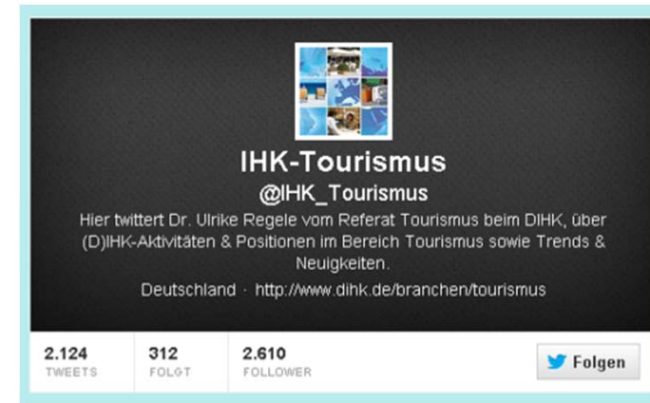 IHK-Tourismus
@IHK_Tourismus
Hier twittert Dr. Ulrike Regele vom Referat Tourismus beim DIHK, über
(D)IHK-Aktivitäten & Positionen im Bereich Tourismus sowie Trends &
Neuigkeiten.
Deutschland · http://www.dihk.de/branchen/tourismus
2.124 312 2.610
TWEETS FOLGT FOLLOWER
Folgen